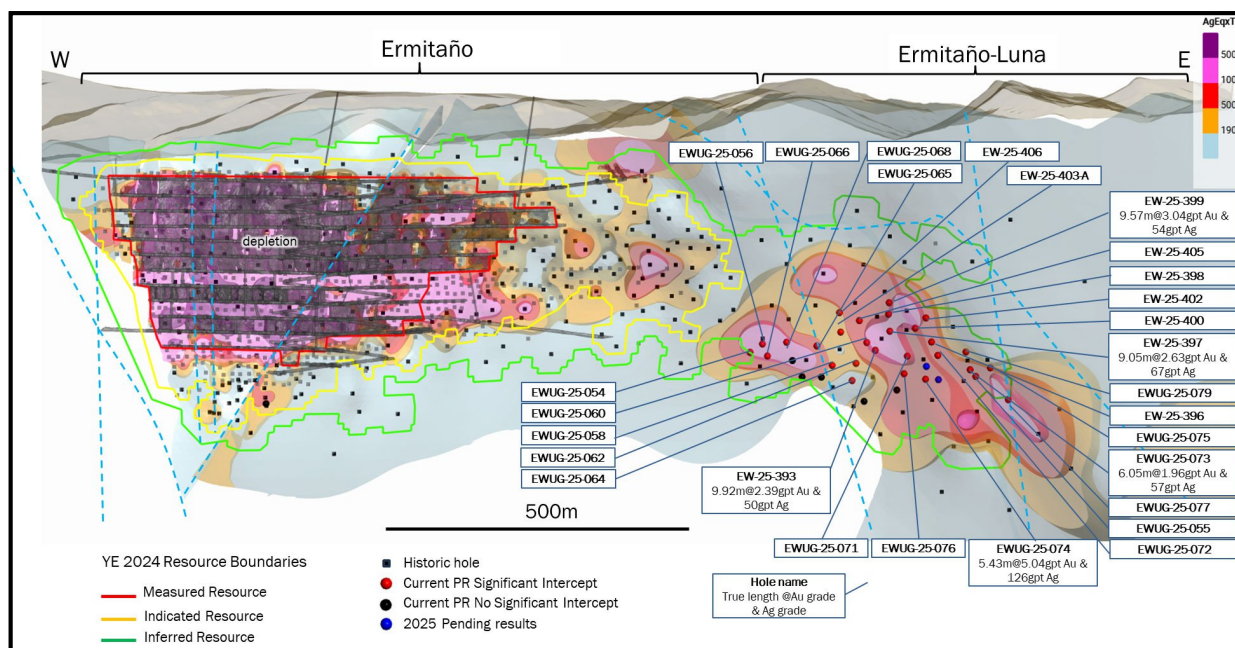 Ermitaño
Ermitaño-Luna
W
E
AgEqxT
500
100
500
190
depletion
EWUG-25-056
EWUG-25-066
EWUG-25-068
EWUG-25-065
EW-25-406
EW-25-403-A
EW-25-399
9.57m@3.04gpt Au &
54gpt Ag
EW-25-405
EW-25-398
EW-25-402
EW-25-400
EW-25-397
9.05m@2.63gpt Au &
67gpt Ag
EWUG-25-079
EW-25-396
EWUG-25-075
EWUG-25-073
6.05m@1.96gpt Au &
57gpt Ag
EWUG-25-077
EWUG-25-055
EWUG-25-072
EWUG-25-054
EWUG-25-060
EWUG-25-058
EWUG-25-062
EWUG-25-064
EW-25-393
9.92m@2.39gpt Au &
50gpt Ag
EWUG-25-071
EWUG-25-076
EWUG-25-074
5.43m@5.04gpt Au &
126gpt Ag
Hole name
True length @Au grade
& Ag grade
500m
YE 2024 Resource Boundaries
Measured Resource
Indicated Resource
Inferred Resource
Historic hole
Current PR Significant Intercept
Current PR No Significant Intercept
2025 Pending results